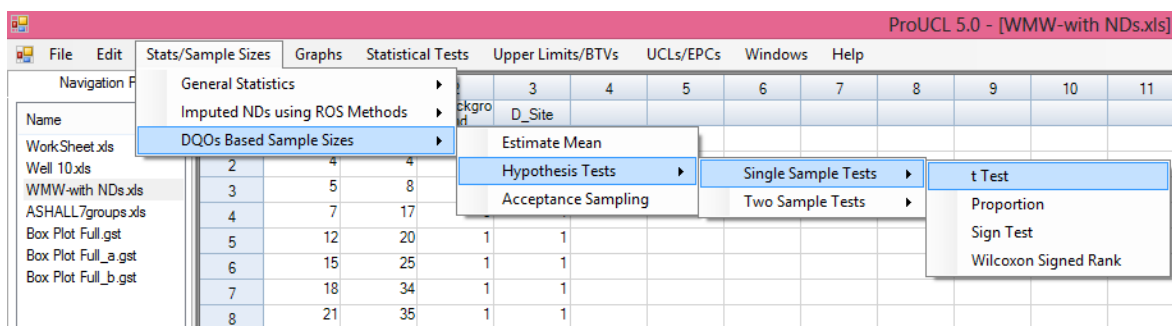 ProUCL 5.0 - [WMW-with NDs.xls]
File Edit Stats/Sample Sizes Graphs Statistical Tests Upper Limits/BTVs UCLs/EPCs Windows Help
Navigation P
Name
WorkSheet.xls
Well 10.xls
WMW-with NDs.xls
ASHALL7groups.xls
Box Plot Full.gst
Box Plot Full_a.gst
Box Plot Full_b.gst
General Statistics
Imputed NDs using ROS Methods
DQOs Based Sample Sizes
Estimate Mean
Hypothesis Tests
Acceptance Sampling
Single Sample Tests
Two Sample Tests
t Test
Proportion
Sign Test
Wilcoxon Signed Rank
3 4 5 6 7 8 9 10 11
D_Site
2 4 4
3 5 8
4 7 17
5 12 20 1 1
6 15 25 1 1
7 18 34 1 1
8 21 35 1 1